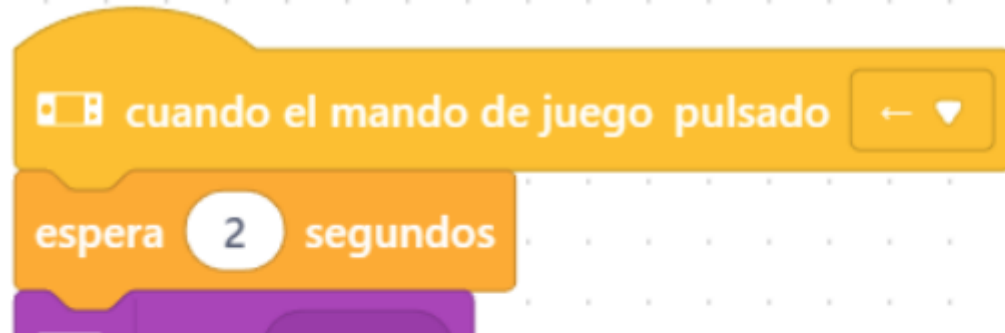 cuando el mando de juego pulsado ←
espera 2 segundos